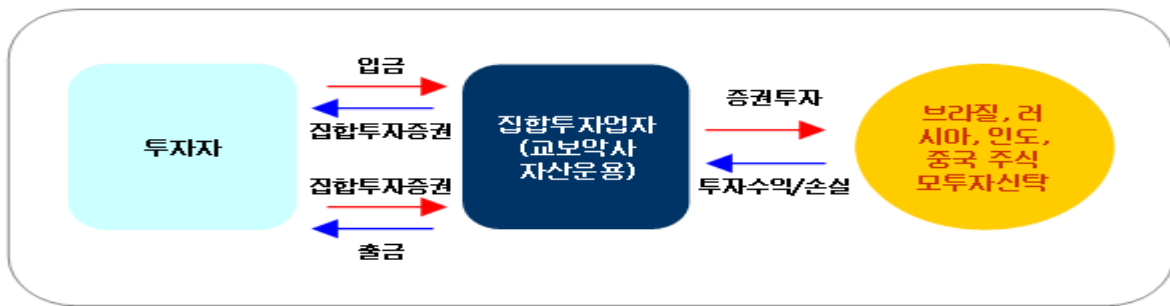 투자자
입금
집합투자증권
집합투자증권
출금
집합투자업자
(교보악사
자산운용)
증권투자
투자수익/손실
브라질, 러
시아, 인도,
중국 주식
모투자신탁